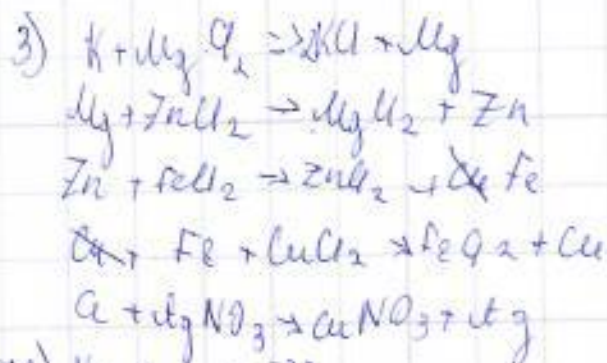 3) K + MgCl2 => 2KCl + Mg
Mg + ZnCl2 → MgCl2 + Zn
Zn + FeCl2 → ZnCl2 + Fe
Fe + CuCl2 → FeCl2 + Cu
Cu + AgNO3 → CuNO3 + Ag